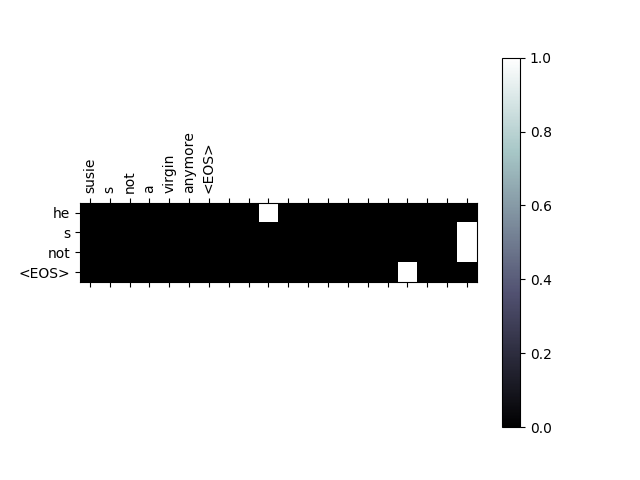 susie
s
not
a
virgin
anymore
<EOS>
he
s
not
<EOS>
1.0
0.8
0.6
0.4
0.2
0.0